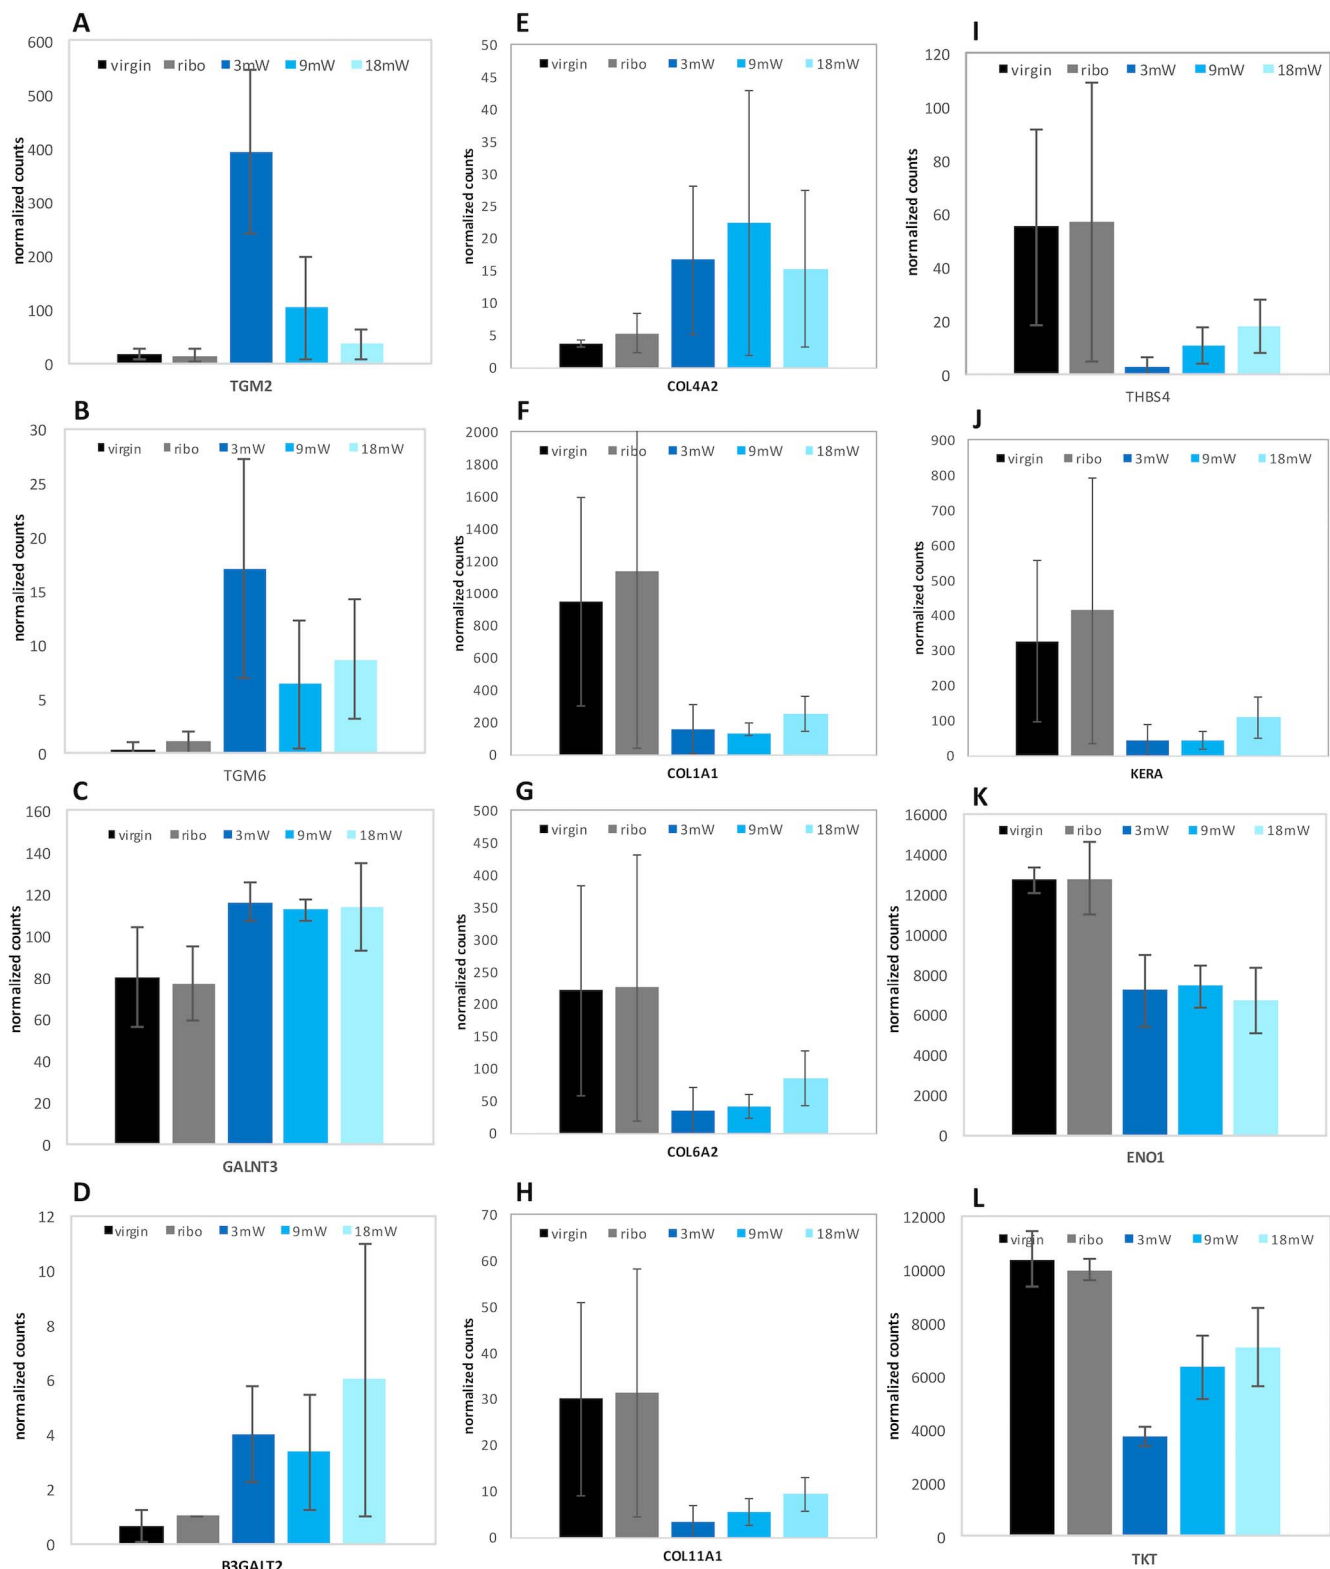 A
600
500
400
300
200
100
0
normalized counts
virgin ribo 3mW 9mW 18mW
TGM2
B
30
25
20
15
10
5
0
normalized counts
virgin ribo 3mW 9mW 18mW
TGM6
C
160
140
120
100
80
60
40
20
0
normalized counts
virgin ribo 3mW 9mW 18mW
GALNT3
D
12
10
8
6
4
2
0
normalized counts
virgin ribo 3mW 9mW 18mW
B3GALT2
E
50
45
40
35
30
25
20
15
10
5
0
normalized counts
virgin ribo 3mW 9mW 18mW
COL4A2
F
2000
1800
1600
1400
1200
1000
800
600
400
200
0
normalized counts
virgin ribo 3mW 9mW 18mW
COL1A1
G
500
450
400
350
300
250
200
150
100
50
0
normalized counts
virgin ribo 3mW 9mW 18mW
COL6A2
H
70
60
50
40
30
20
10
0
normalized counts
virgin ribo 3mW 9mW 18mW
COL11A1
I
120
100
80
60
40
20
0
normalized counts
virgin ribo 3mW 9mW 18mW
THBS4
J
900
800
700
600
500
400
300
200
100
0
normalized counts
virgin ribo 3mW 9mW 18mW
KERA
K
16000
14000
12000
10000
8000
6000
4000
2000
0
normalized counts
virgin ribo 3mW 9mW 18mW
ENO1
L
12000
10000
8000
6000
4000
2000
0
normalized counts
virgin ribo 3mW 9mW 18mW
TKT